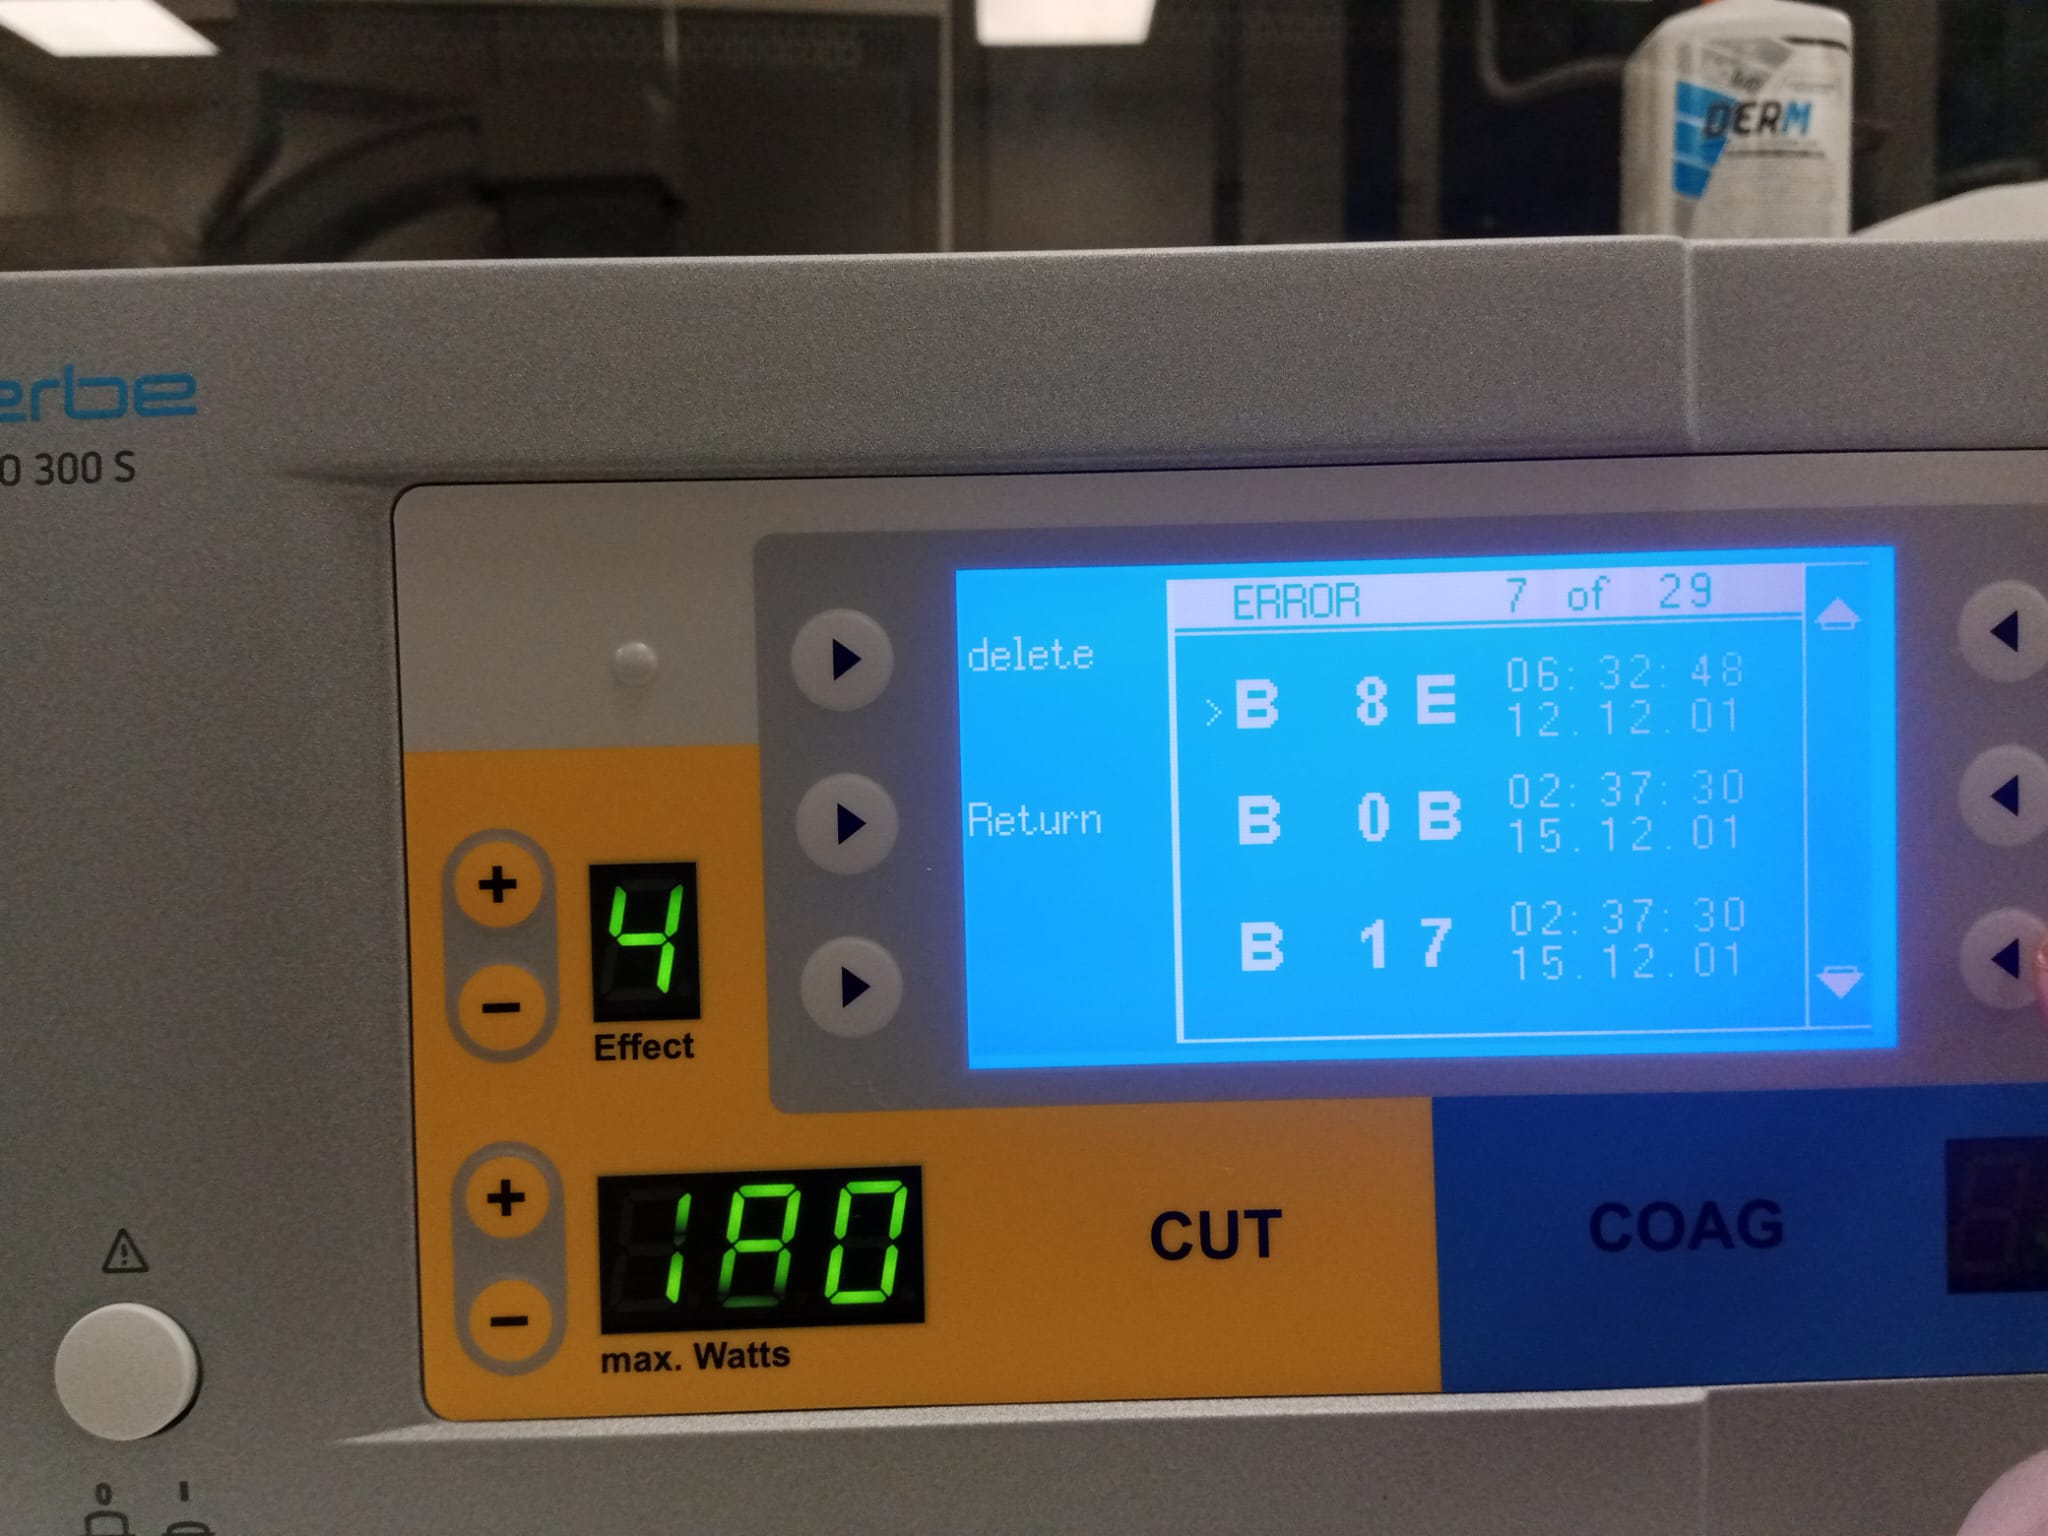 DERM
erbe
O 300 S
ERROR 7 of 29
delete
>B 8E 06:32:48
12.12.01
Return
B 0B 02:37:30
15.12.01
B 17 02:37:30
15.12.01
+
4
-
Effect
+
180
-
max. Watts
CUT
COAG
0 I